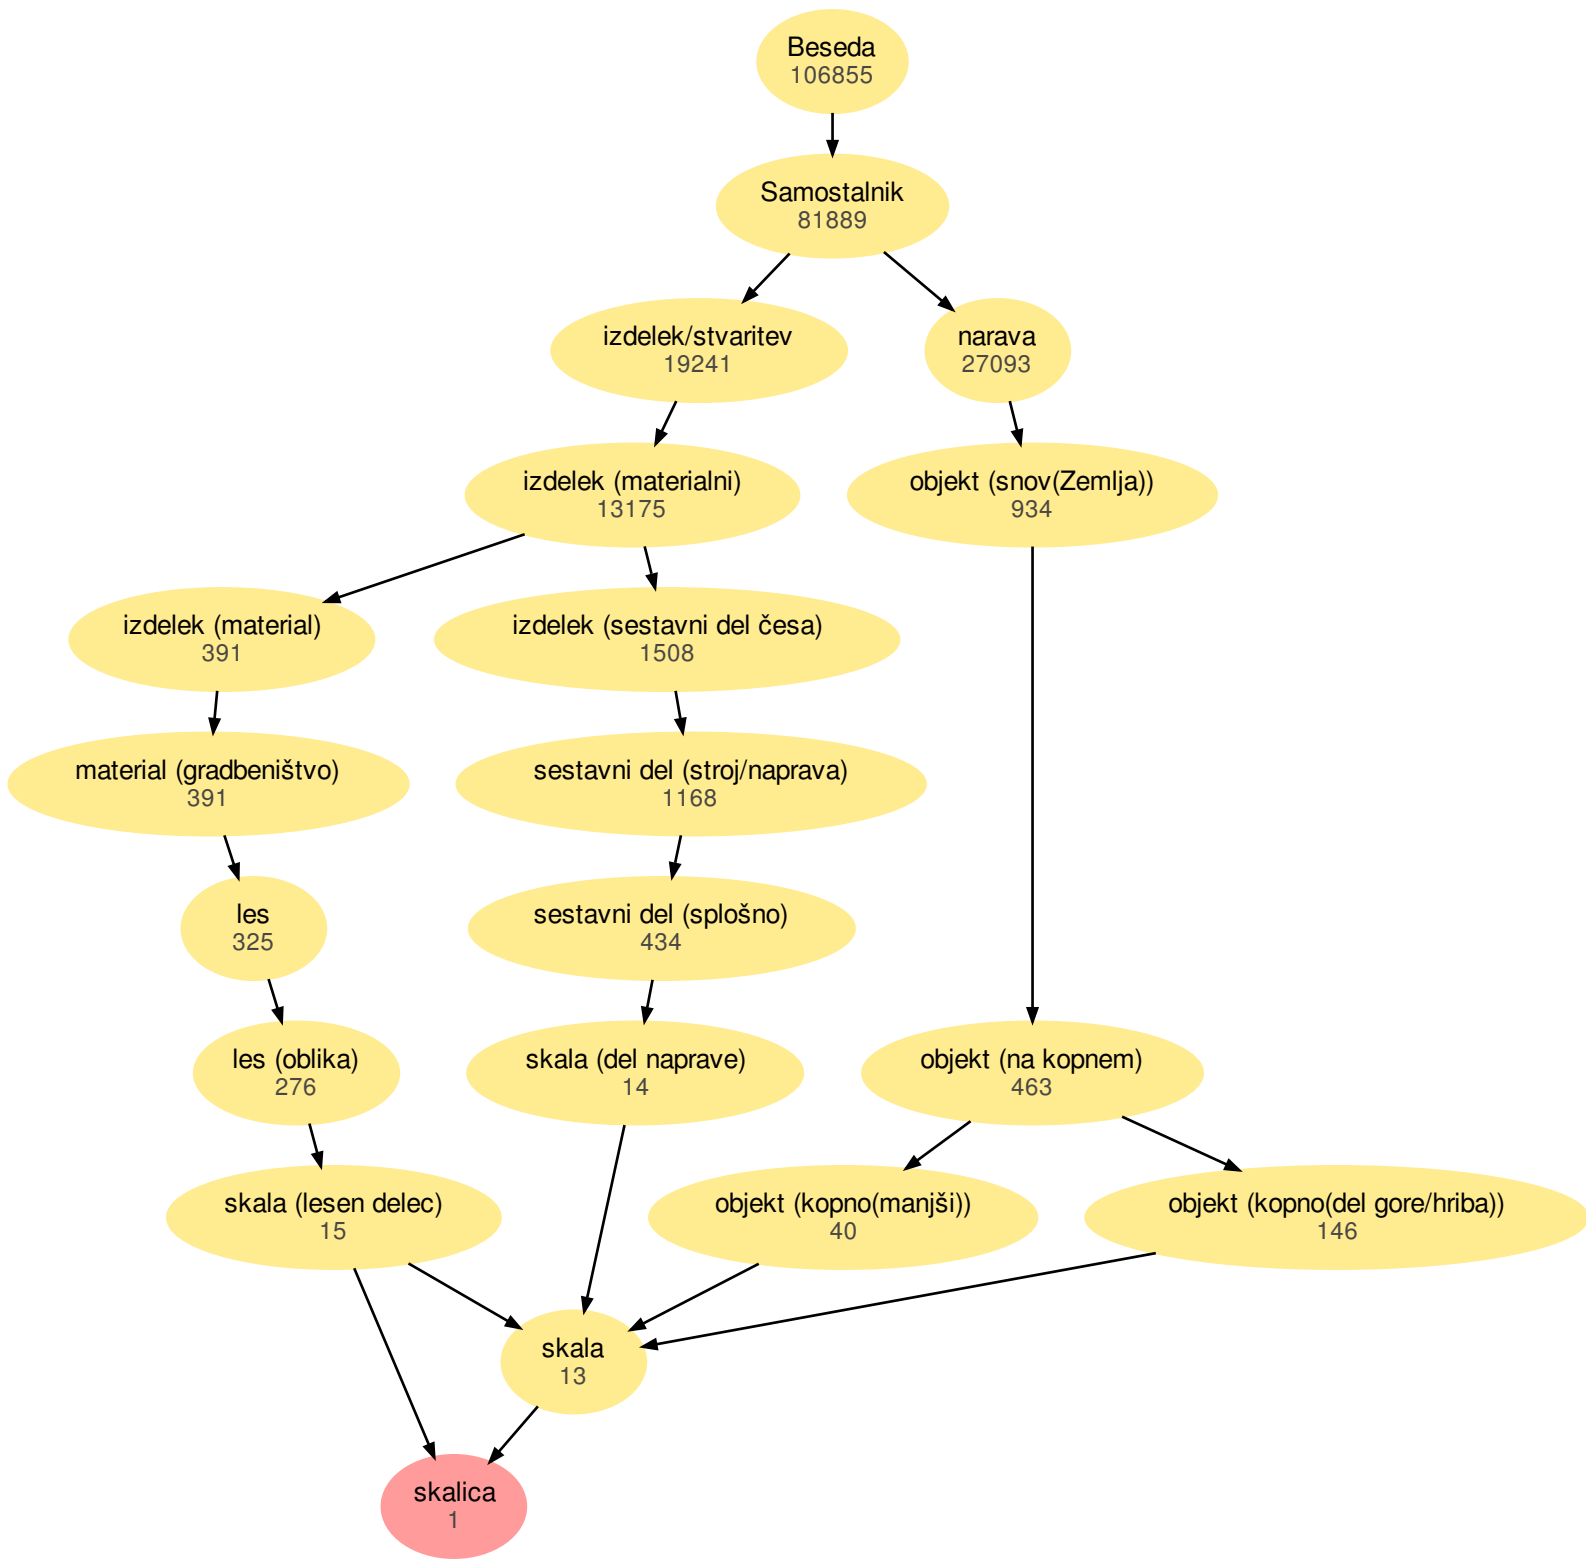 Beseda
106855
Samostalnik
81889
izdelek/stvaritev
19241
narava
27093
izdelek (materialni)
13175
objekt (snov(Zemlja))
934
izdelek (material)
391
izdelek (sestavni del česa)
1508
material (gradbeništvo)
391
sestavni del (stroj/naprava)
1168
les
325
sestavni del (splošno)
434
les (oblika)
276
skala (del naprave)
14
objekt (na kopnem)
463
skala (lesen delec)
15
objekt (kopno(manjši))
40
objekt (kopno(del gore/hriba))
146
skala
13
skalica
1